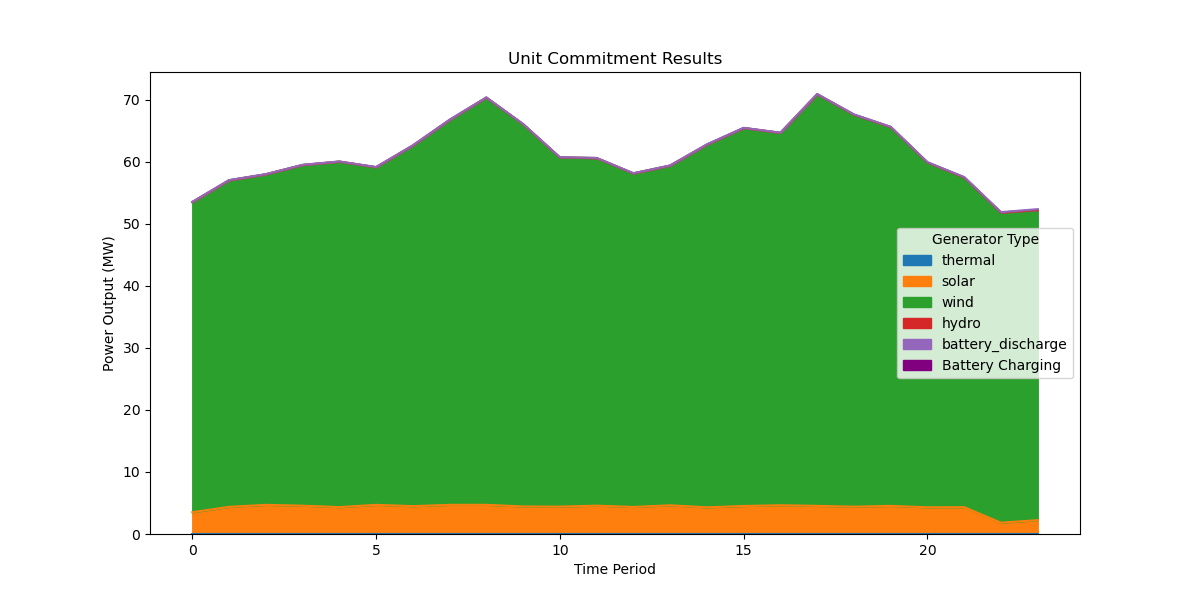 Unit Commitment Results
Power Output (MW)
70
60
50
40
30
20
10
0
Generator Type
thermal
solar
wind
hydro
battery_discharge
Battery Charging
0 5 10 15 20
Time Period